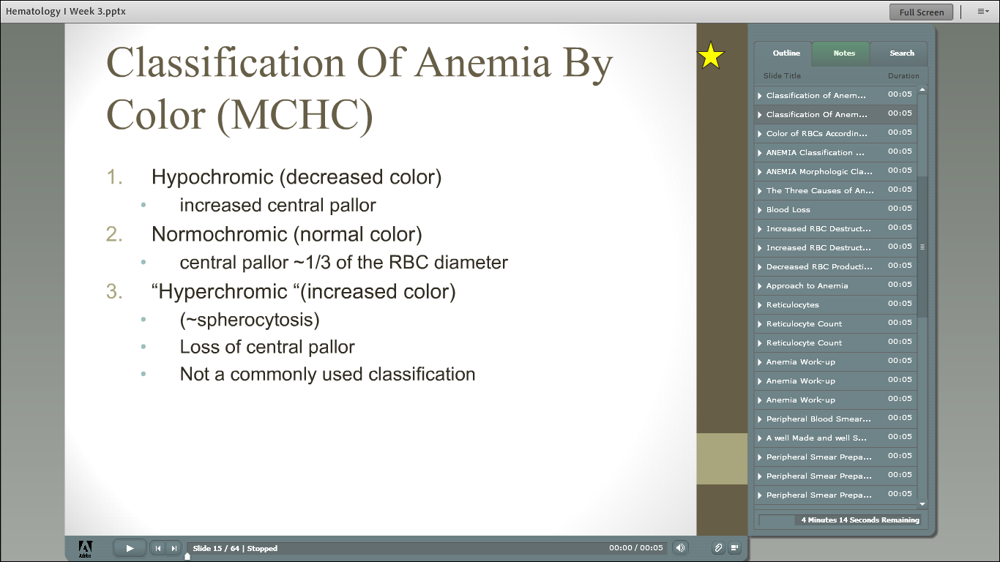 Hematology I Week 3.pptx
Full Screen
Classification Of Anemia By
Color (MCHC)
1. Hypochromic (decreased color)
• increased central pallor
2. Normochromic (normal color)
• central pallor ~1/3 of the RBC diameter
3. “Hyperchromic “(increased color)
• (~spherocytosis)
• Loss of central pallor
• Not a commonly used classification
Outline Notes Search
Slide Title Duration
Classification of Anem... 00:05
Classification Of Anem... 00:05
Color of RBCs Accordin... 00:05
ANEMIA Classification ... 00:05
ANEMIA Morphologic Cla... 00:05
The Three Causes of An... 00:05
Blood Loss 00:05
Increased RBC Destruct... 00:05
Increased RBC Destruct... 00:05
Decreased RBC Producti... 00:05
Approach to Anemia 00:05
Reticulocytes 00:05
Reticulocyte Count 00:05
Reticulocyte Count 00:05
Anemia Work-up 00:05
Anemia Work-up 00:05
Anemia Work-up 00:05
Peripheral Blood Smear... 00:05
A well Made and well S... 00:05
Peripheral Smear Prepa... 00:05
Peripheral Smear Prepa... 00:05
Peripheral Smear Prepa... 00:05
4 Minutes 14 Seconds Remaining
Adobe
Slide 15 / 64 | Stopped
00:00 / 00:05